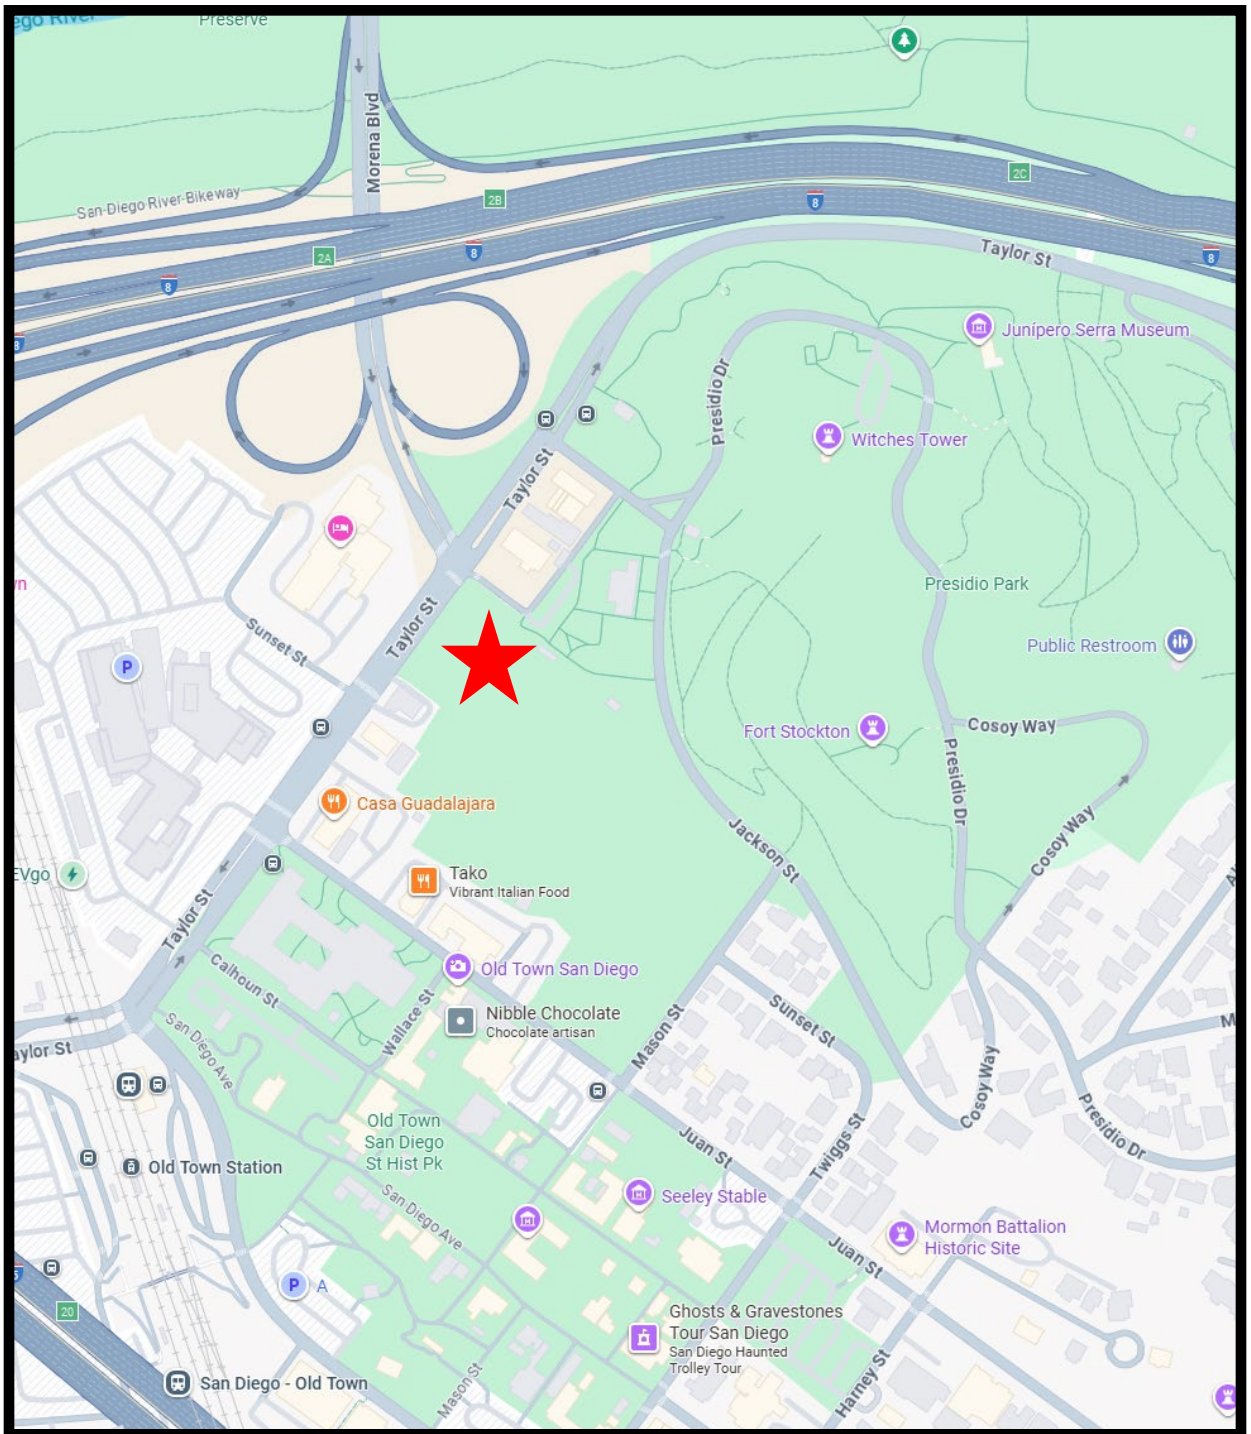 ego River
Preserve
Morena Blvd
San Diego River Bikeway
2B
2C
8
2A
8
8
8
8
Taylor St
Junípero Serra Museum
Presidio Dr
Witches Tower
Taylor St
Presidio Park
Taylor St
Sunset St
Public Restroom
P
Fort Stockton
Cosoy Way
Presidio Dr
Casa Guadalajara
Jackson St
Cosoy Way
EVgo
Tako
Vibrant Italian Food
Taylor St
Calhoun St
Old Town San Diego
Nibble Chocolate
Chocolate artisan
Wallace St
Mason St
Sunset St
San Diego Ave
aylor St
Cosoy Way
Old Town
San Diego
St Hist Pk
Juan St
Twiggs St
Presidio Dr
Old Town Station
San Diego Ave
Seeley Stable
Mormon Battalion
Historic Site
Juan St
P A
20
Ghosts & Gravestones
Tour San Diego
San Diego Haunted
Trolley Tour
San Diego - Old Town
Mason St
Harney St